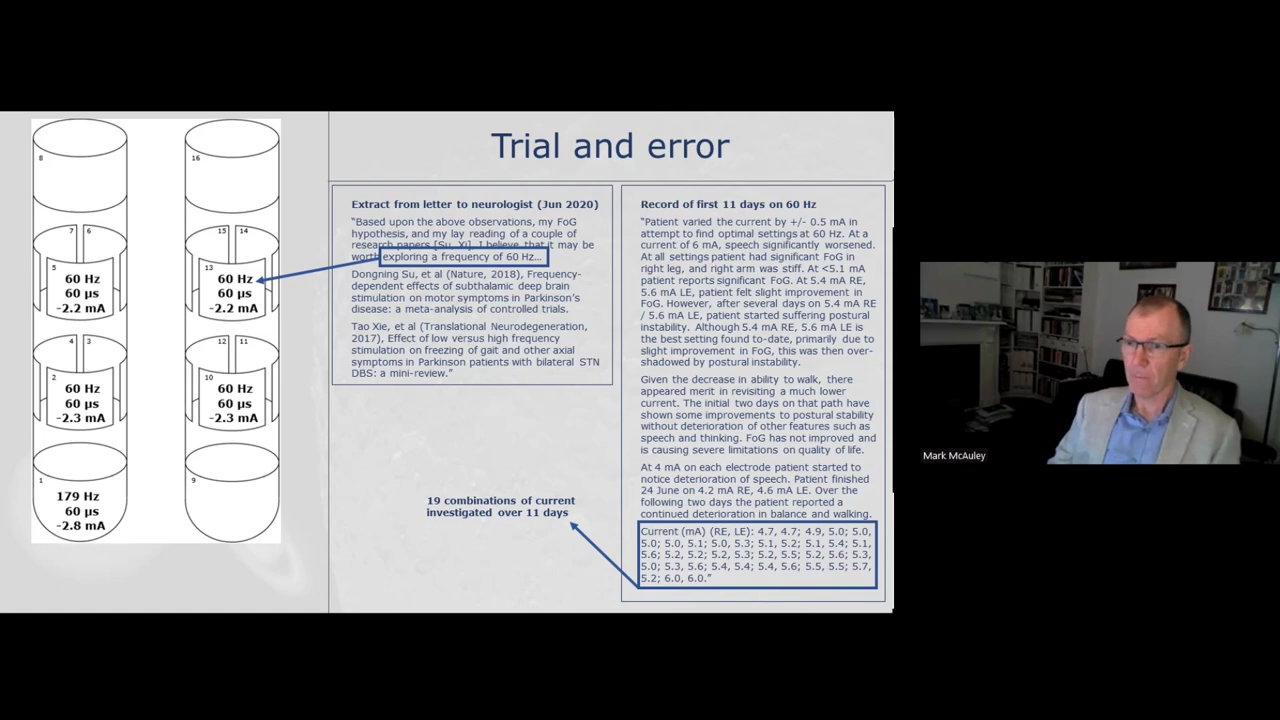 Trial and error
8
7 6
5
60 Hz
60 μs
-2.2 mA
4 3
2
60 Hz
60 μs
-2.3 mA
1
179 Hz
60 μs
-2.8 mA
16
15 14
13
60 Hz
60 μs
-2.2 mA
12 11
10
60 Hz
60 μs
-2.3 mA
9
Extract from letter to neurologist (Jun 2020)
“Based upon the above observations, my FoG
hypothesis, and my lay reading of a couple of
research papers [Su, Xi], I believe that it may be
worth exploring a frequency of 60 Hz…
Dongning Su, et al (Nature, 2018), Frequency-
dependent effects of subthalamic deep brain
stimulation on motor symptoms in Parkinson’s
disease: a meta-analysis of controlled trials.
Tao Xie, et al (Translational Neurodegeneration,
2017), Effect of low versus high frequency
stimulation on freezing of gait and other axial
symptoms in Parkinson patients with bilateral STN
DBS: a mini-review.”
19 combinations of current
investigated over 11 days
Record of first 11 days on 60 Hz
“Patient varied the current by +/- 0.5 mA in
attempt to find optimal settings at 60 Hz. At a
current of 6 mA, speech significantly worsened.
At all settings patient had significant FoG in
right leg, and right arm was stiff. At <5.1 mA
patient reports significant FoG. At 5.4 mA RE,
5.6 mA LE, patient felt slight improvement in
FoG. However, after several days on 5.4 mA RE
/ 5.6 mA LE, patient started suffering postural
instability. Although 5.4 mA RE, 5.6 mA LE is
the best setting found to-date, primarily due to
slight improvement in FoG, this was then over-
shadowed by postural instability.
Given the decrease in ability to walk, there
appeared merit in revisiting a much lower
current. The initial two days on that path have
shown some improvements to postural stability
without deterioration of other features such as
speech and thinking. FoG has not improved and
is causing severe limitations on quality of life.
At 4 mA on each electrode patient started to
notice deterioration of speech. Patient finished
24 June on 4.2 mA RE, 4.6 mA LE. Over the
following two days the patient reported a
continued deterioration in balance and walking.
Current (mA) (RE, LE): 4.7, 4.7; 4.9, 5.0; 5.0,
5.0; 5.0, 5.1; 5.0, 5.3; 5.1, 5.2; 5.1, 5.4; 5.1,
5.6; 5.2, 5.2; 5.2, 5.3; 5.2, 5.5; 5.2, 5.6; 5.3,
5.0; 5.3, 5.6; 5.4, 5.4; 5.4, 5.6; 5.5, 5.5; 5.7,
5.2; 6.0, 6.0.”
Mark McAuley